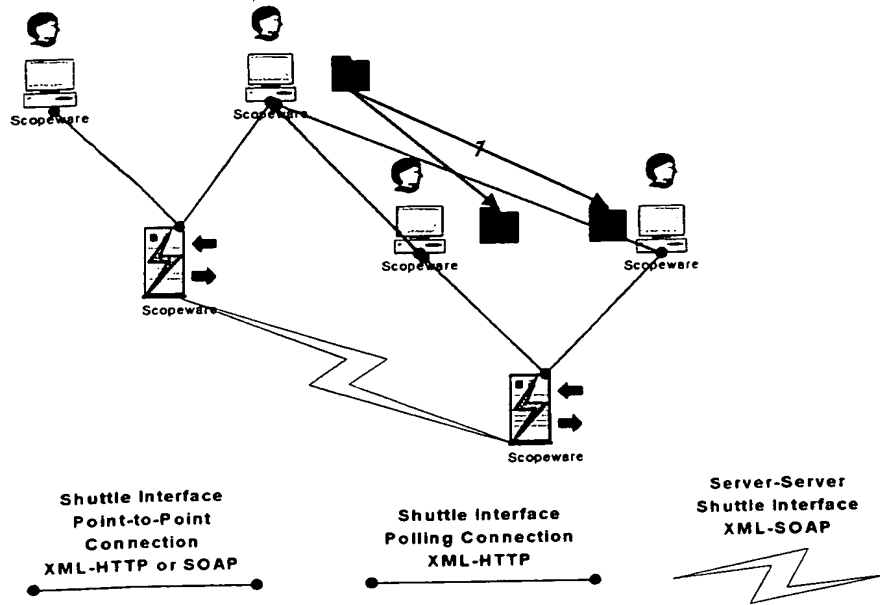 Scopeware
Scopeware
7
Scopeware
Scopeware
Scopeware
Scopeware
Shuttle Interface
Point-to-Point
Connection
XML-HTTP or SOAP
Shuttle Interface
Polling Connection
XML-HTTP
Server-Server
Shuttle Interface
XML-SOAP